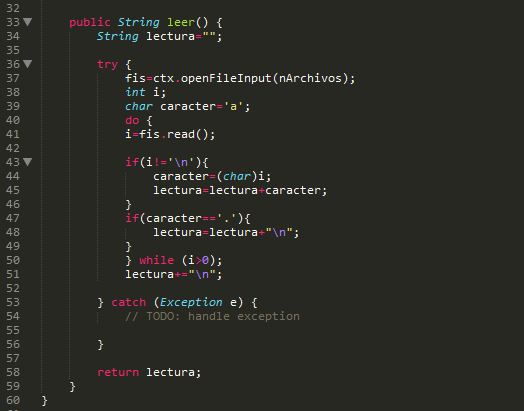 32
33 public String leer() {
34 String lectura="";
35
36 try {
37 fis=ctx.openFileInput(nArchivos);
38 int i;
39 char caracter='a';
40 do {
41 i=fis.read();
42
43 if(i!='\n'){
44 caracter=(char)i;
45 lectura=lectura+caracter;
46 }
47 if(caracter=='.'){
48 lectura=lectura+"\n";
49 }
50 } while (i>0);
51 lectura+="\n";
52
53 } catch (Exception e) {
54 // TODO: handle exception
55
56 }
57
58 return lectura;
59 }
60 }